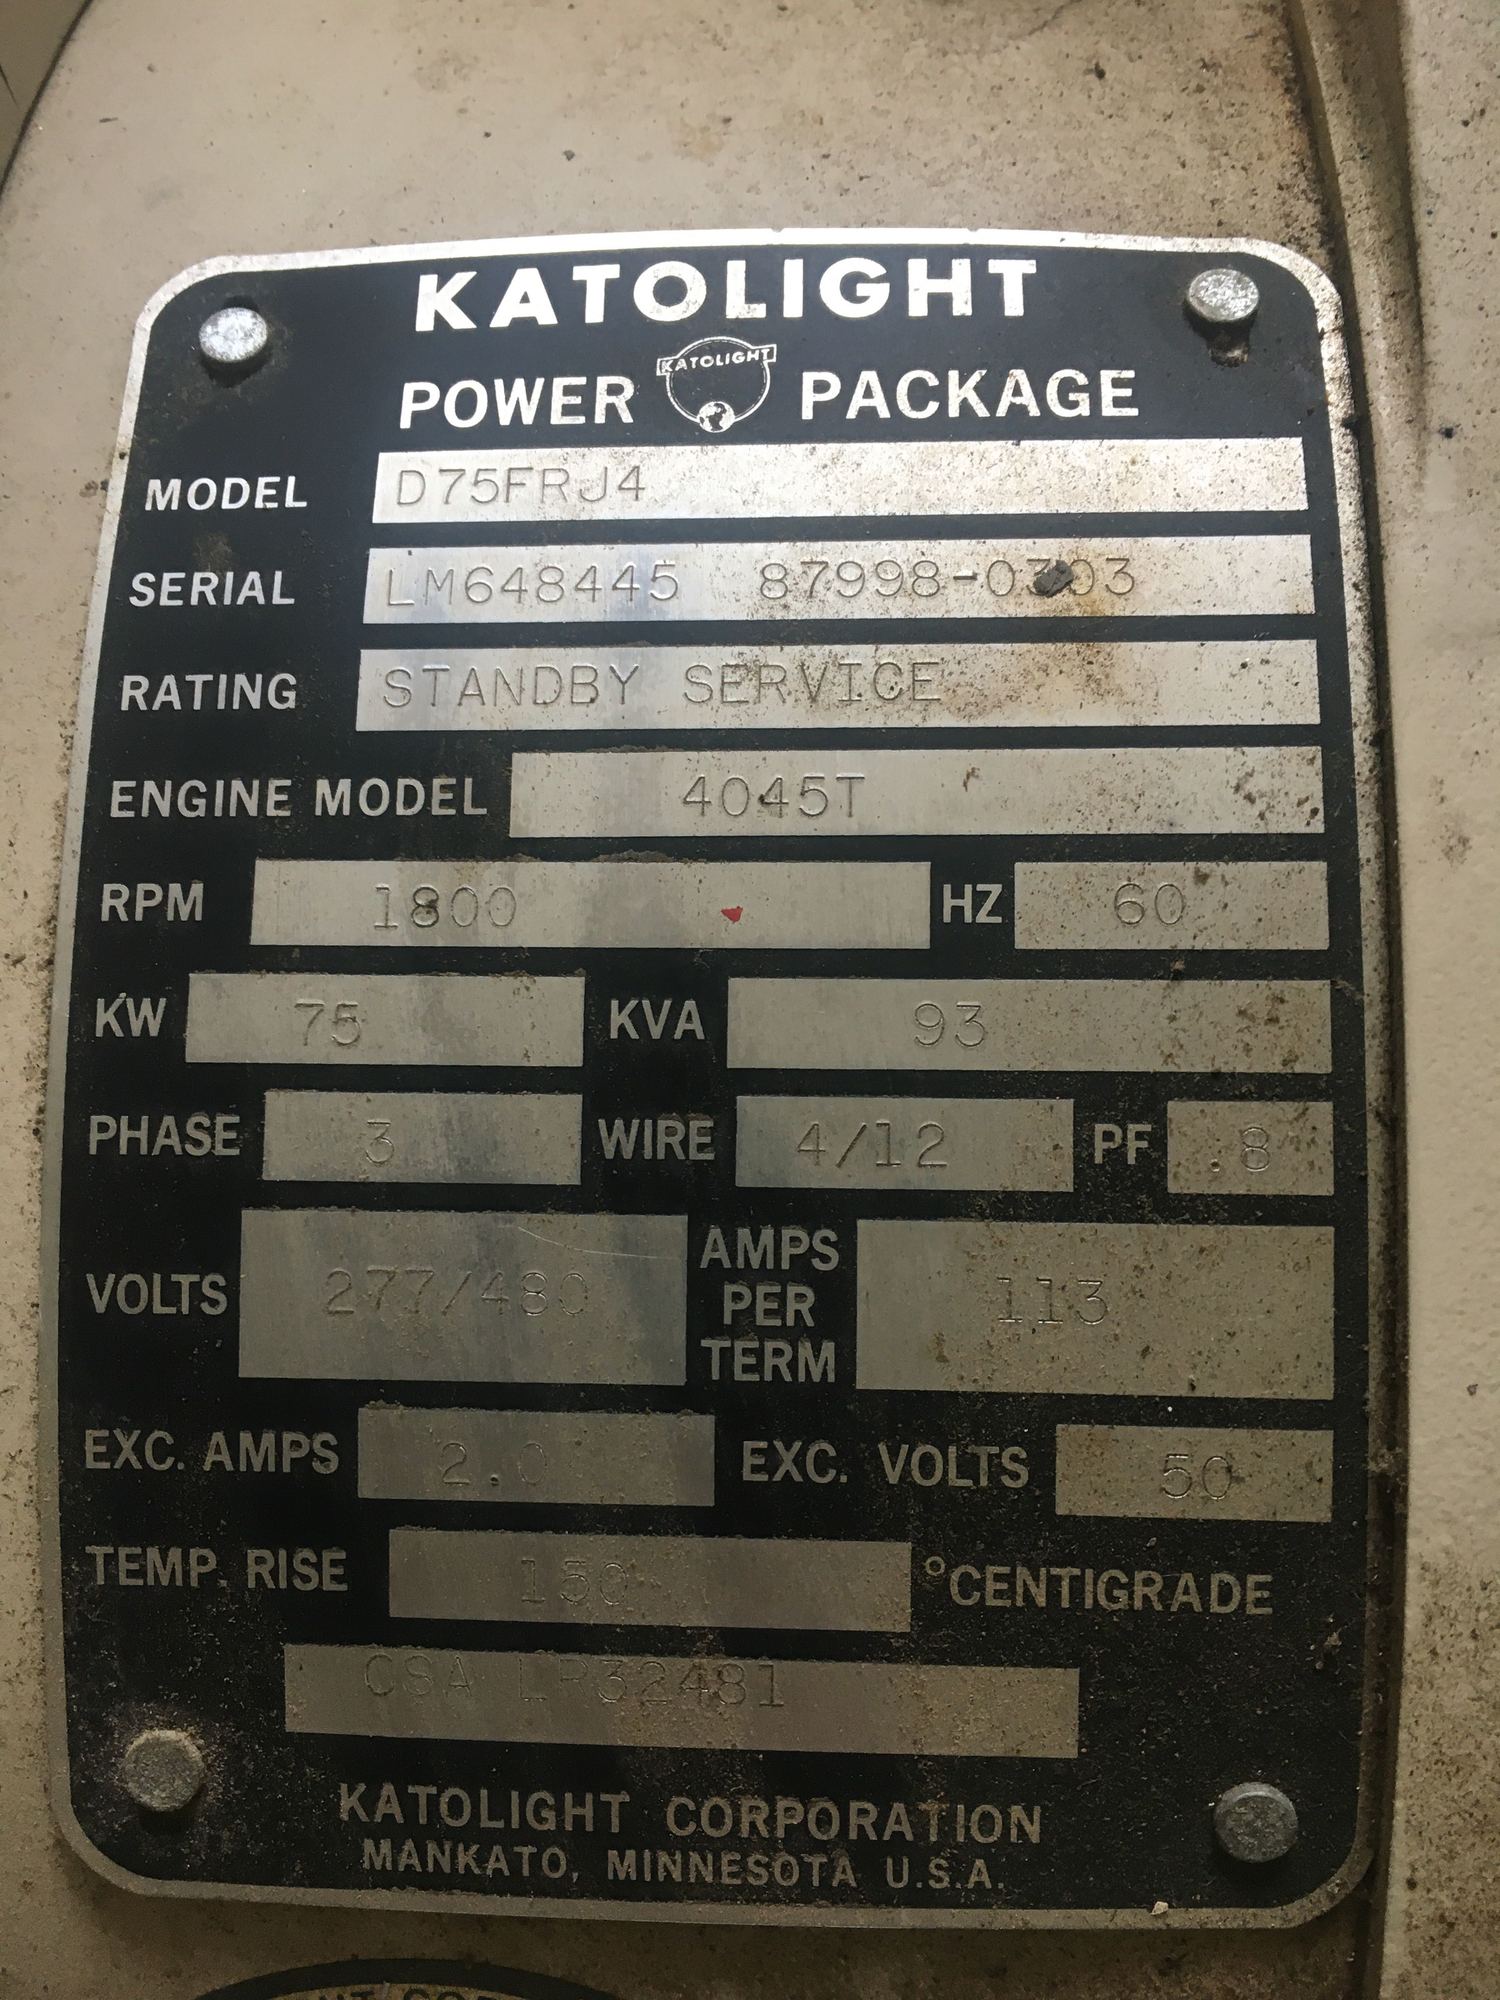 KATOLIGHT
POWER KATOLIGHT PACKAGE
MODEL D75FRJ4
SERIAL LM648445 87998-0303
RATING STANDBY SERVICE
ENGINE MODEL 4045T
RPM 1800 HZ 60
KW 75 KVA 93
PHASE 3 WIRE 4/12 PF .8
VOLTS 277/480 AMPS PER TERM 113
EXC. AMPS 2.0 EXC. VOLTS 50
TEMP. RISE 150 °CENTIGRADE
CSA LR32481
KATOLIGHT CORPORATION
MANKATO, MINNESOTA U.S.A.